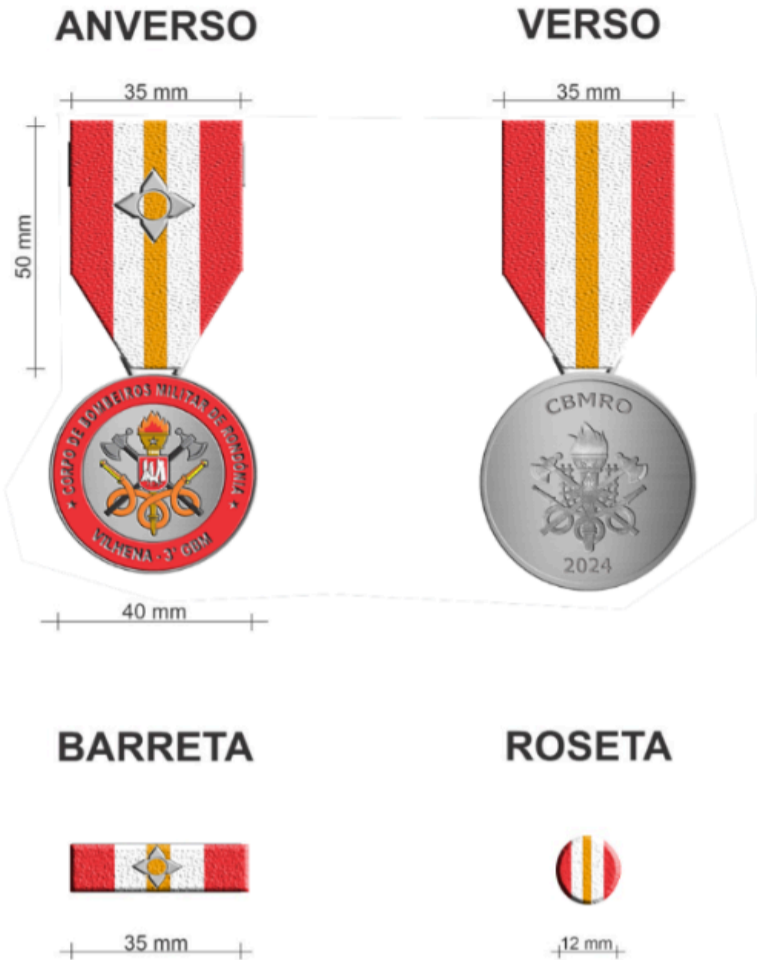 ANVERSO
VERSO
35 mm
35 mm
50 mm
★ CORPO DE BOMBEIROS MILITAR DE RONDÔNIA ★
VILHENA - 3° GBM
CBMRO
2024
40 mm
BARRETA
ROSETA
35 mm
12 mm